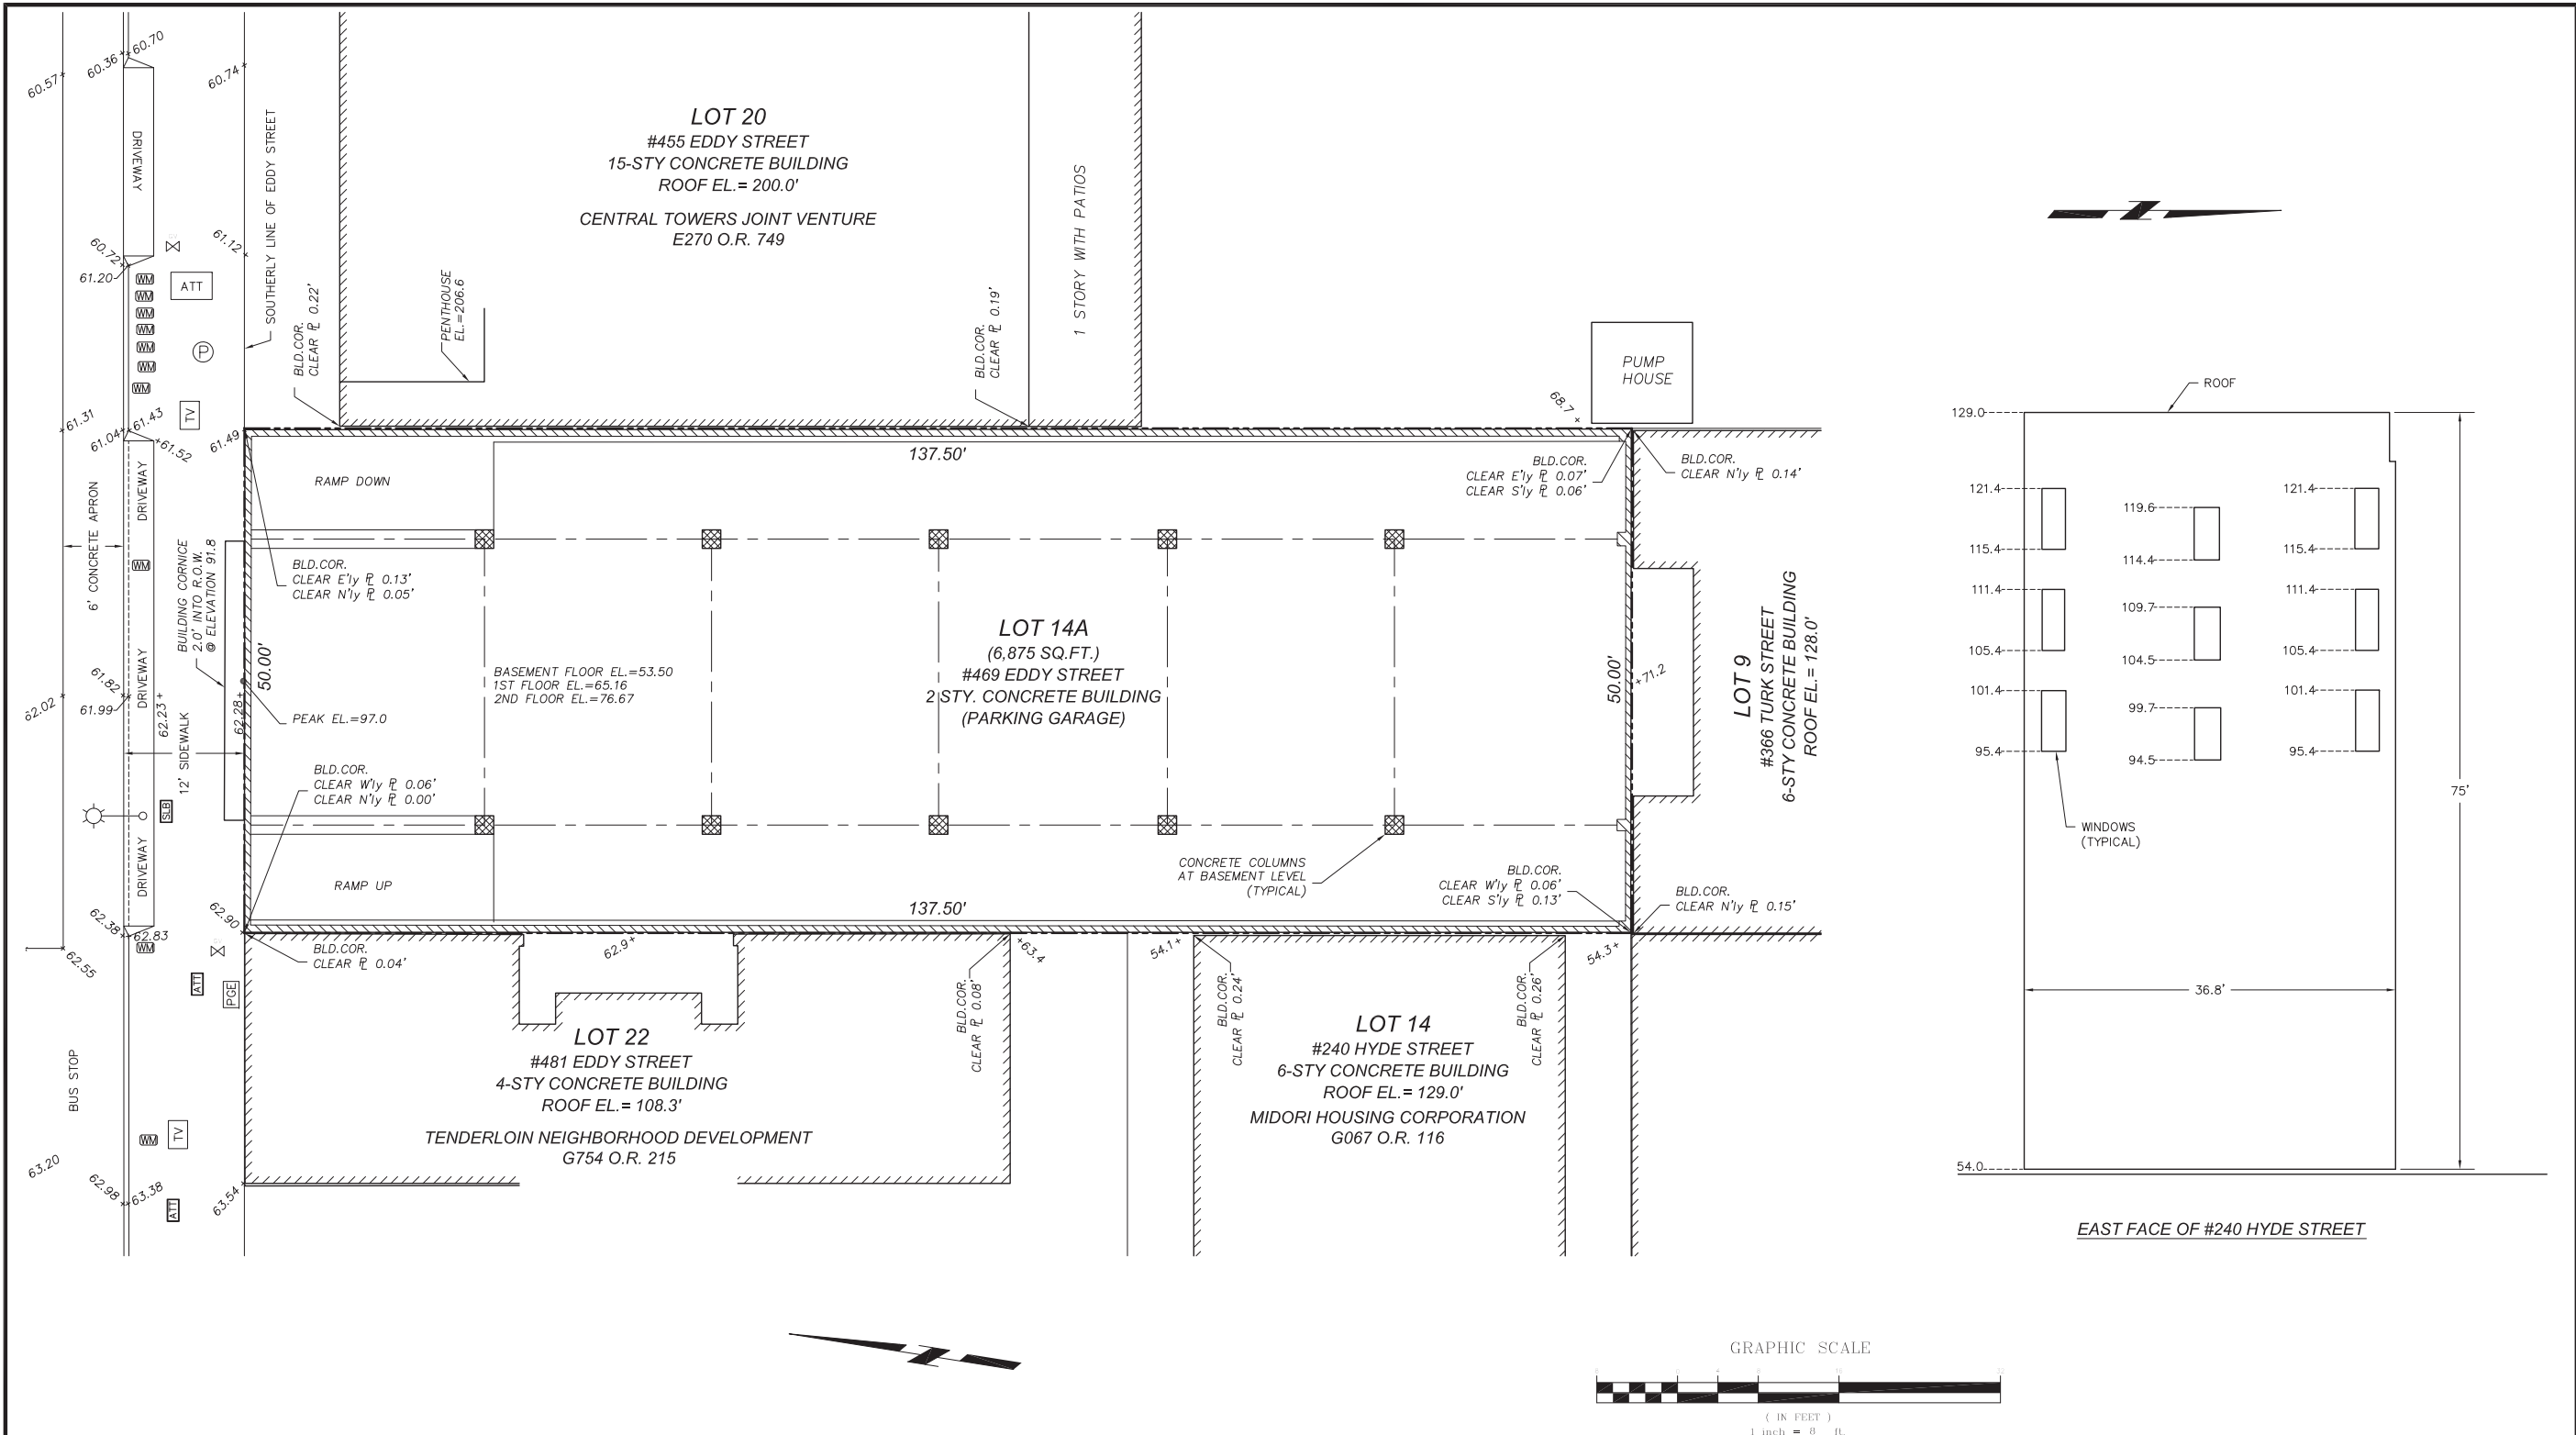 60.57
60.36
60.70
60.74
DRIVEWAY
SOUTHERLY LINE OF EDDY STREET
61.12
60.72
61.20
WM
ATT
WM
WM
WM
WM
WM
WM
P
TV
61.31
61.04
61.43
61.52
61.49
LOT 20
#455 EDDY STREET
15-STY CONCRETE BUILDING
ROOF EL.= 200.0'
CENTRAL TOWERS JOINT VENTURE
E270 O.R. 749
PENTHOUSE
EL.=206.6
BLD.COR.
CLEAR ℄ 0.22'
BLD.COR.
CLEAR ℄ 0.19'
1 STORY WITH PATIOS
PUMP
HOUSE
68.7
6' CONCRETE APRON
DRIVEWAY
WM
BUILDING CORNICE
2.0' INTO R.O.W.
@ ELEVATION 91.8
RAMP DOWN
137.50'
BLD.COR.
CLEAR E'ly ℄ 0.07'
CLEAR S'ly ℄ 0.06'
BLD.COR.
CLEAR N'ly ℄ 0.14'
BLD.COR.
CLEAR E'ly ℄ 0.13'
CLEAR N'ly ℄ 0.05'
50.00'
BASEMENT FLOOR EL.=53.50
1ST FLOOR EL.=65.16
2ND FLOOR EL.=76.67
PEAK EL.=97.0
LOT 14A
(6,875 SQ.FT.)
#469 EDDY STREET
2 STY. CONCRETE BUILDING
(PARKING GARAGE)
50.00'
71.2
LOT 9
#366 TURK STREET
6-STY CONCRETE BUILDING
ROOF EL.= 128.0'
62.02
61.82
61.99
DRIVEWAY
62.23
62.28
12' SIDEWALK
SLB
BLD.COR.
CLEAR W'ly ℄ 0.06'
CLEAR N'ly ℄ 0.00'
DRIVEWAY
RAMP UP
CONCRETE COLUMNS
AT BASEMENT LEVEL
(TYPICAL)
BLD.COR.
CLEAR W'ly ℄ 0.06'
CLEAR S'ly ℄ 0.13'
BLD.COR.
CLEAR N'ly ℄ 0.15'
137.50'
62.90
62.38
62.83
WM
62.55
ATT
PGE
BLD.COR.
CLEAR ℄ 0.04'
62.9
63.4
54.1
54.3
BLD.COR.
CLEAR ℄ 0.08'
BLD.COR.
CLEAR ℄ 0.24'
BLD.COR.
CLEAR ℄ 0.26'
LOT 22
#481 EDDY STREET
4-STY CONCRETE BUILDING
ROOF EL.= 108.3'
TENDERLOIN NEIGHBORHOOD DEVELOPMENT
G754 O.R. 215
LOT 14
#240 HYDE STREET
6-STY CONCRETE BUILDING
ROOF EL.= 129.0'
MIDORI HOUSING CORPORATION
G067 O.R. 116
BUS STOP
WM
TV
63.20
62.98
63.38
ATT
63.54
ROOF
129.0
121.4
119.6
121.4
115.4
114.4
115.4
111.4
109.7
111.4
105.4
104.5
105.4
101.4
99.7
101.4
95.4
94.5
95.4
75'
WINDOWS
(TYPICAL)
36.8'
54.0
EAST FACE OF #240 HYDE STREET
GRAPHIC SCALE
( IN FEET )
1 inch = 8 ft.